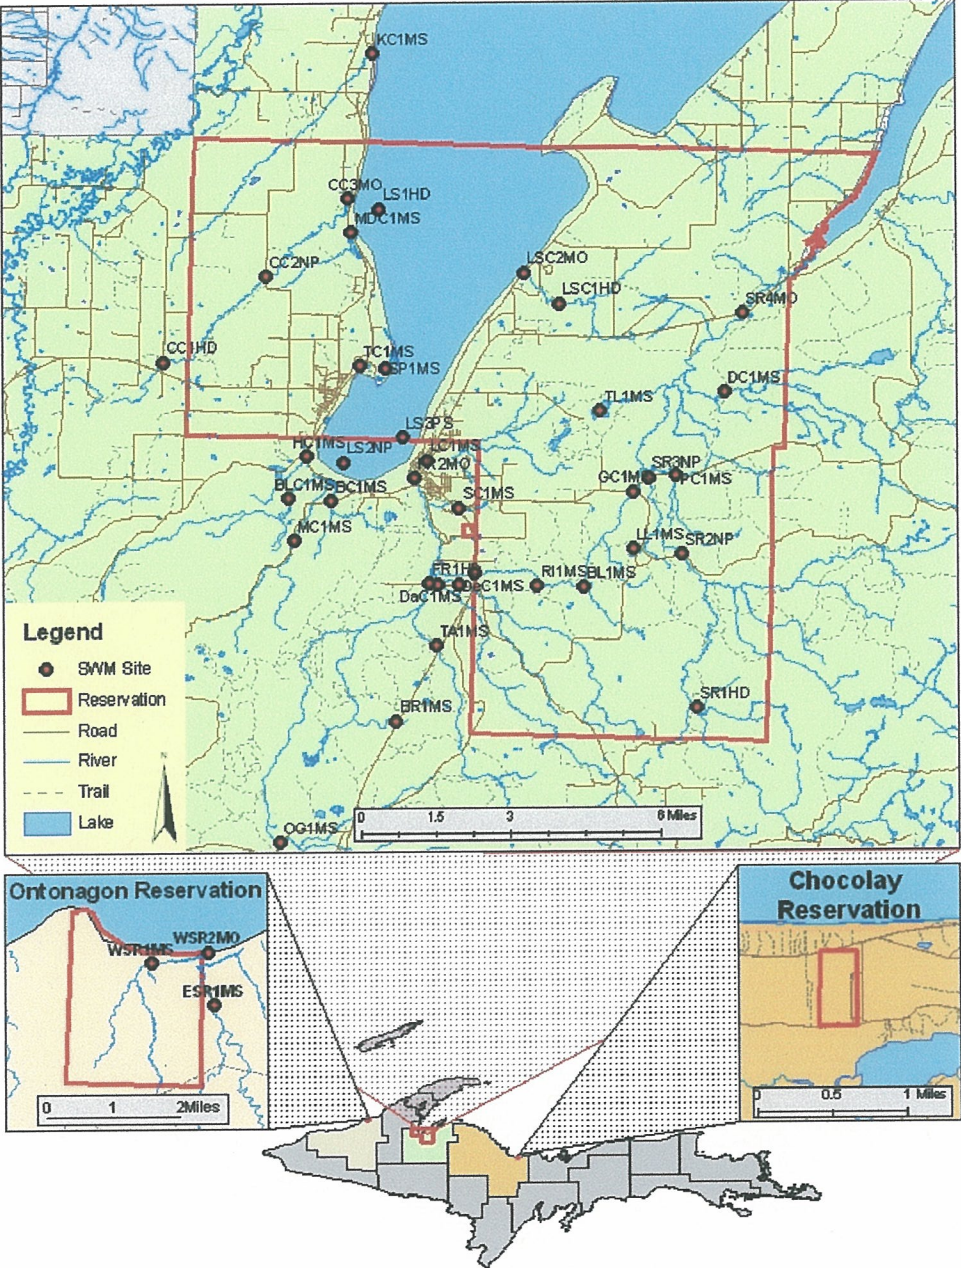 KC1MS
CC3MO
LS1HD
MDC1MS
CC2NP
LSC2MO
LSC1HD
SR4MO
CC1HD
TC1MS
SP1MS
DC1MS
TL1MS
LS3PS
HC1MS
LS2NP
LC1MS
FR2MO
SR3NP
GC1MS
PC1MS
BLC1MS
BC1MS
SC1MS
MC1MS
LL1MS
SR2NP
FR1HD
DaC1MS
DeC1MS
RI1MS
BL1MS
TA1MS
BR1MS
SR1HD
OG1MS
Legend
SWM Site
Reservation
Road
River
Trail
Lake
N
0 1.5 3 6 Miles
Ontonagon Reservation
WSR1MS
WSR2MO
ESR1MS
0 1 2Miles
Chocolay
Reservation
0 0.5 1 Miles